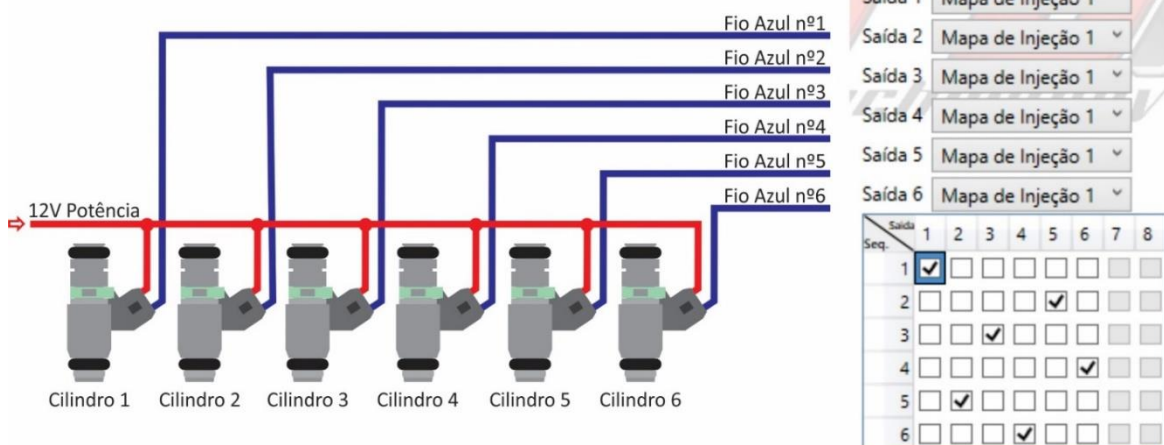 Fio Azul nº1
Fio Azul nº2
Fio Azul nº3
Fio Azul nº4
Fio Azul nº5
Fio Azul nº6
12V Potência
Cilindro 1 Cilindro 2 Cilindro 3 Cilindro 4 Cilindro 5 Cilindro 6
Saída 1 Mapa de Injeção 1
Saída 2 Mapa de Injeção 1
Saída 3 Mapa de Injeção 1
Saída 4 Mapa de Injeção 1
Saída 5 Mapa de Injeção 1
Saída 6 Mapa de Injeção 1
Saída
Seq. 1 2 3 4 5 6 7 8
1
2
3
4
5
6